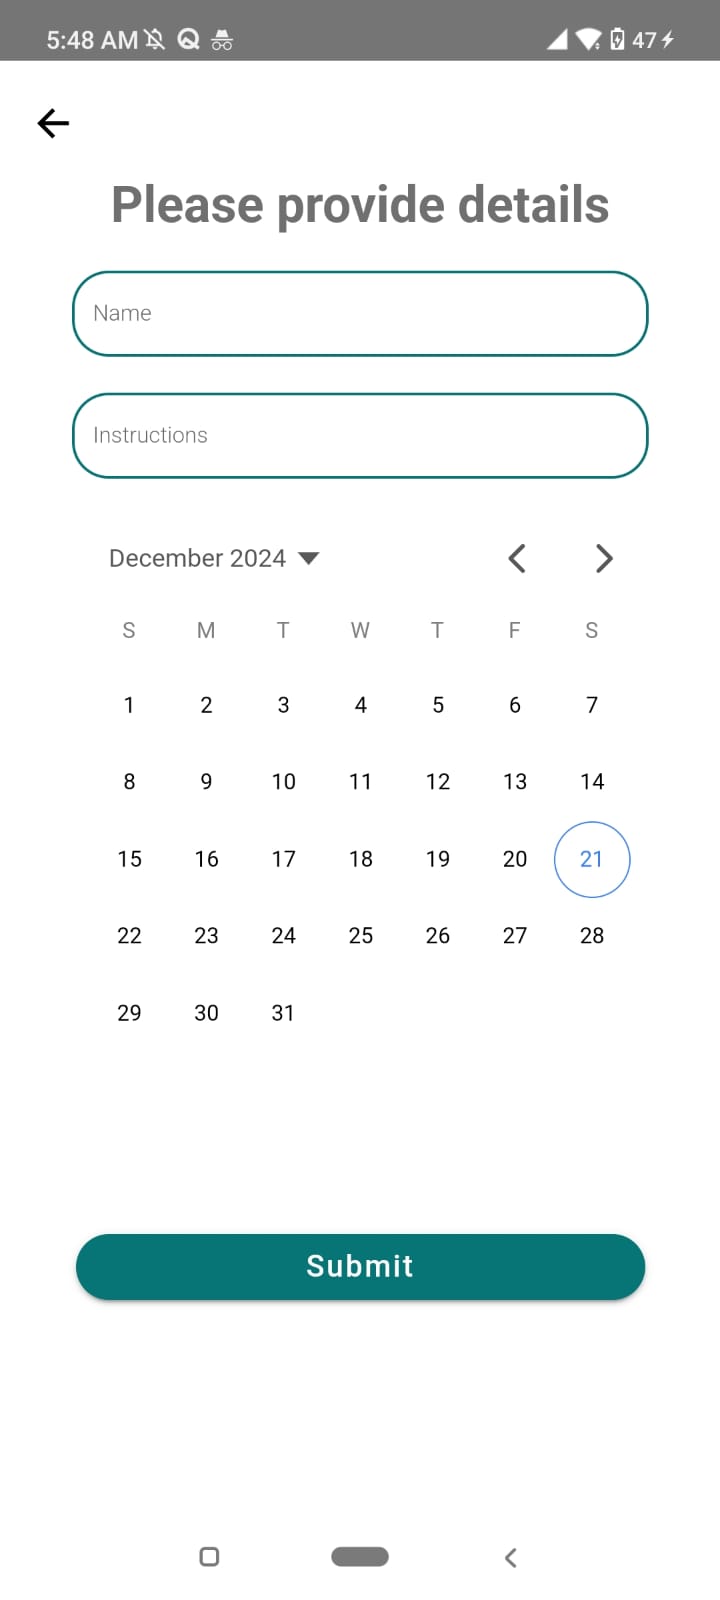 5:48 AM 47
Please provide details
Name
Instructions
December 2024
S M T W T F S
1 2 3 4 5 6 7
8 9 10 11 12 13 14
15 16 17 18 19 20 21
22 23 24 25 26 27 28
29 30 31
Submit